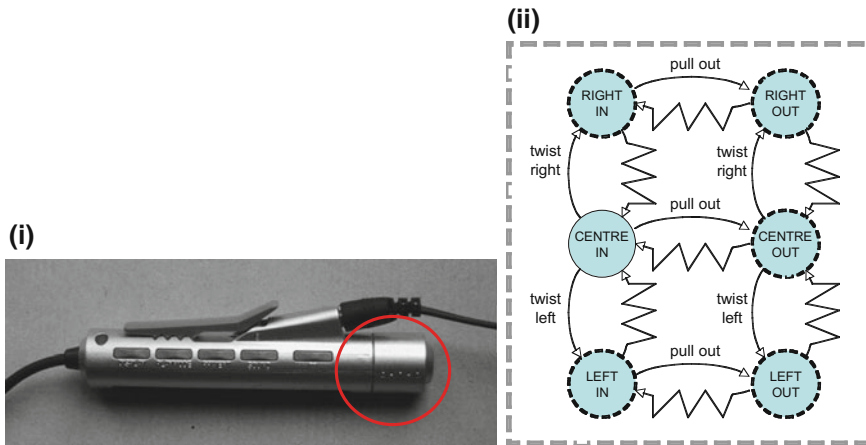 (i)
(ii)
pull out
RIGHT
IN
RIGHT
OUT
twist
right
twist
right
pull out
CENTRE
IN
CENTRE
OUT
twist
left
twist
left
pull out
LEFT
IN
LEFT
OUT